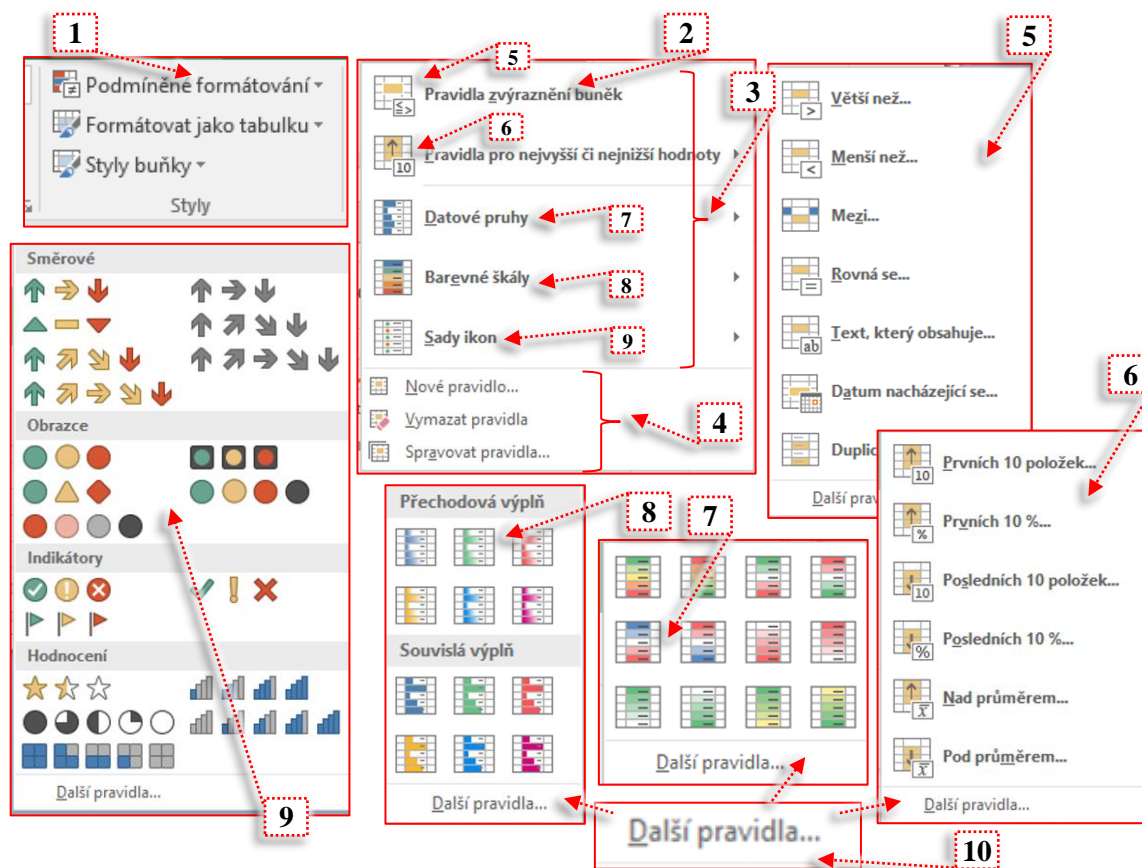 1
Podmíněné formátování
Formátovat jako tabulku
Styly buňky
Styly
2
5
Pravidla zvýraznění buněk
3
6
Pravidla pro nejvyšší či nejnižší hodnoty
10
Datové pruhy
7
Barevné škály
8
Sady ikon
9
Nové pravidlo...
Vymazat pravidla
Spravovat pravidla...
4
5
Větší než...
Menší než...
Mezi...
Rovná se...
Text, který obsahuje...
ab
Datum nacházející se...
Duplic
Další prav
6
Prvních 10 položek...
10
Prvních 10 %...
%
Posledních 10 položek...
10
Posledních 10 %...
%
Nad průměrem...
x̄
Pod průměrem...
x̄
Další pravidla...
Směrové
Obrazce
Indikátory
Hodnocení
Další pravidla...
9
Přechodová výplň
8
Souvislá výplň
Další pravidla...
7
Další pravidla...
Další pravidla...
10